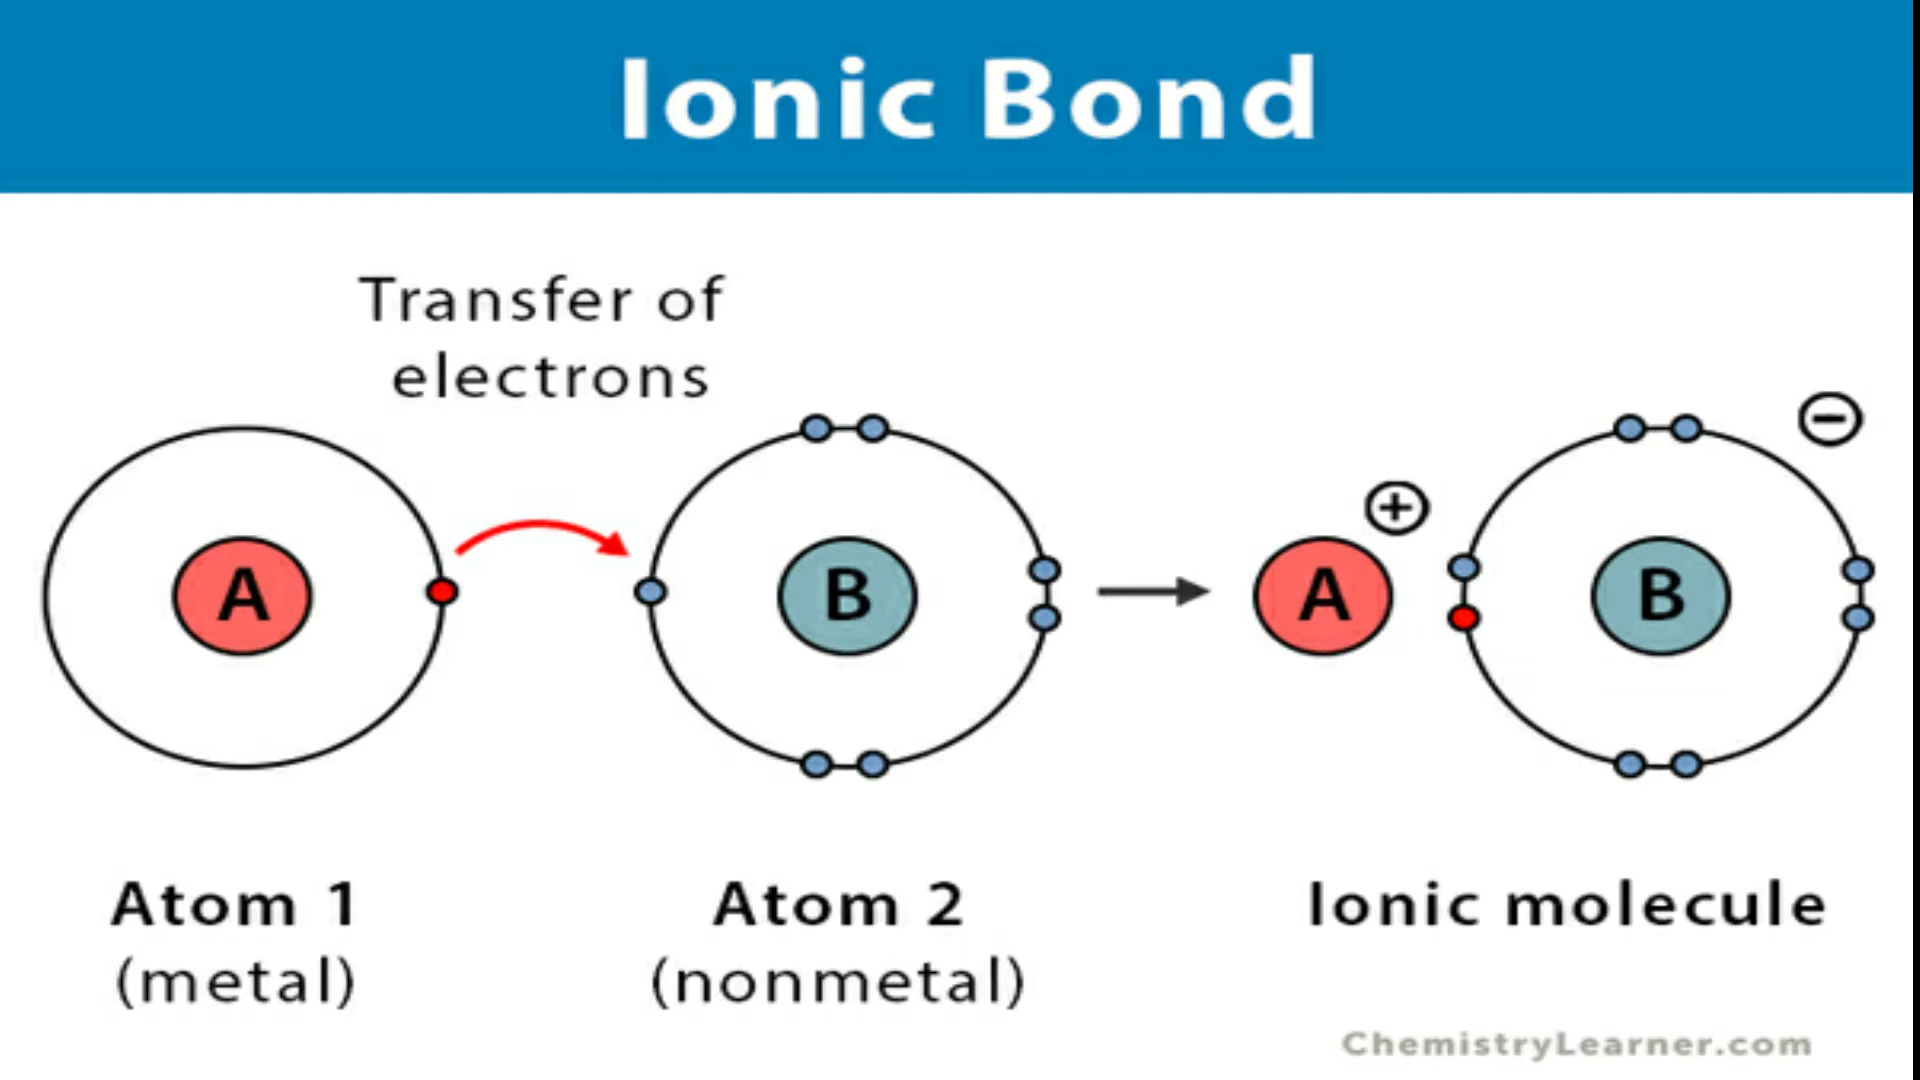 Ionic Bond
Transfer of
electrons
A
B
A
+
B
−
Atom 1
(metal)
Atom 2
(nonmetal)
Ionic molecule
ChemistryLearner.com